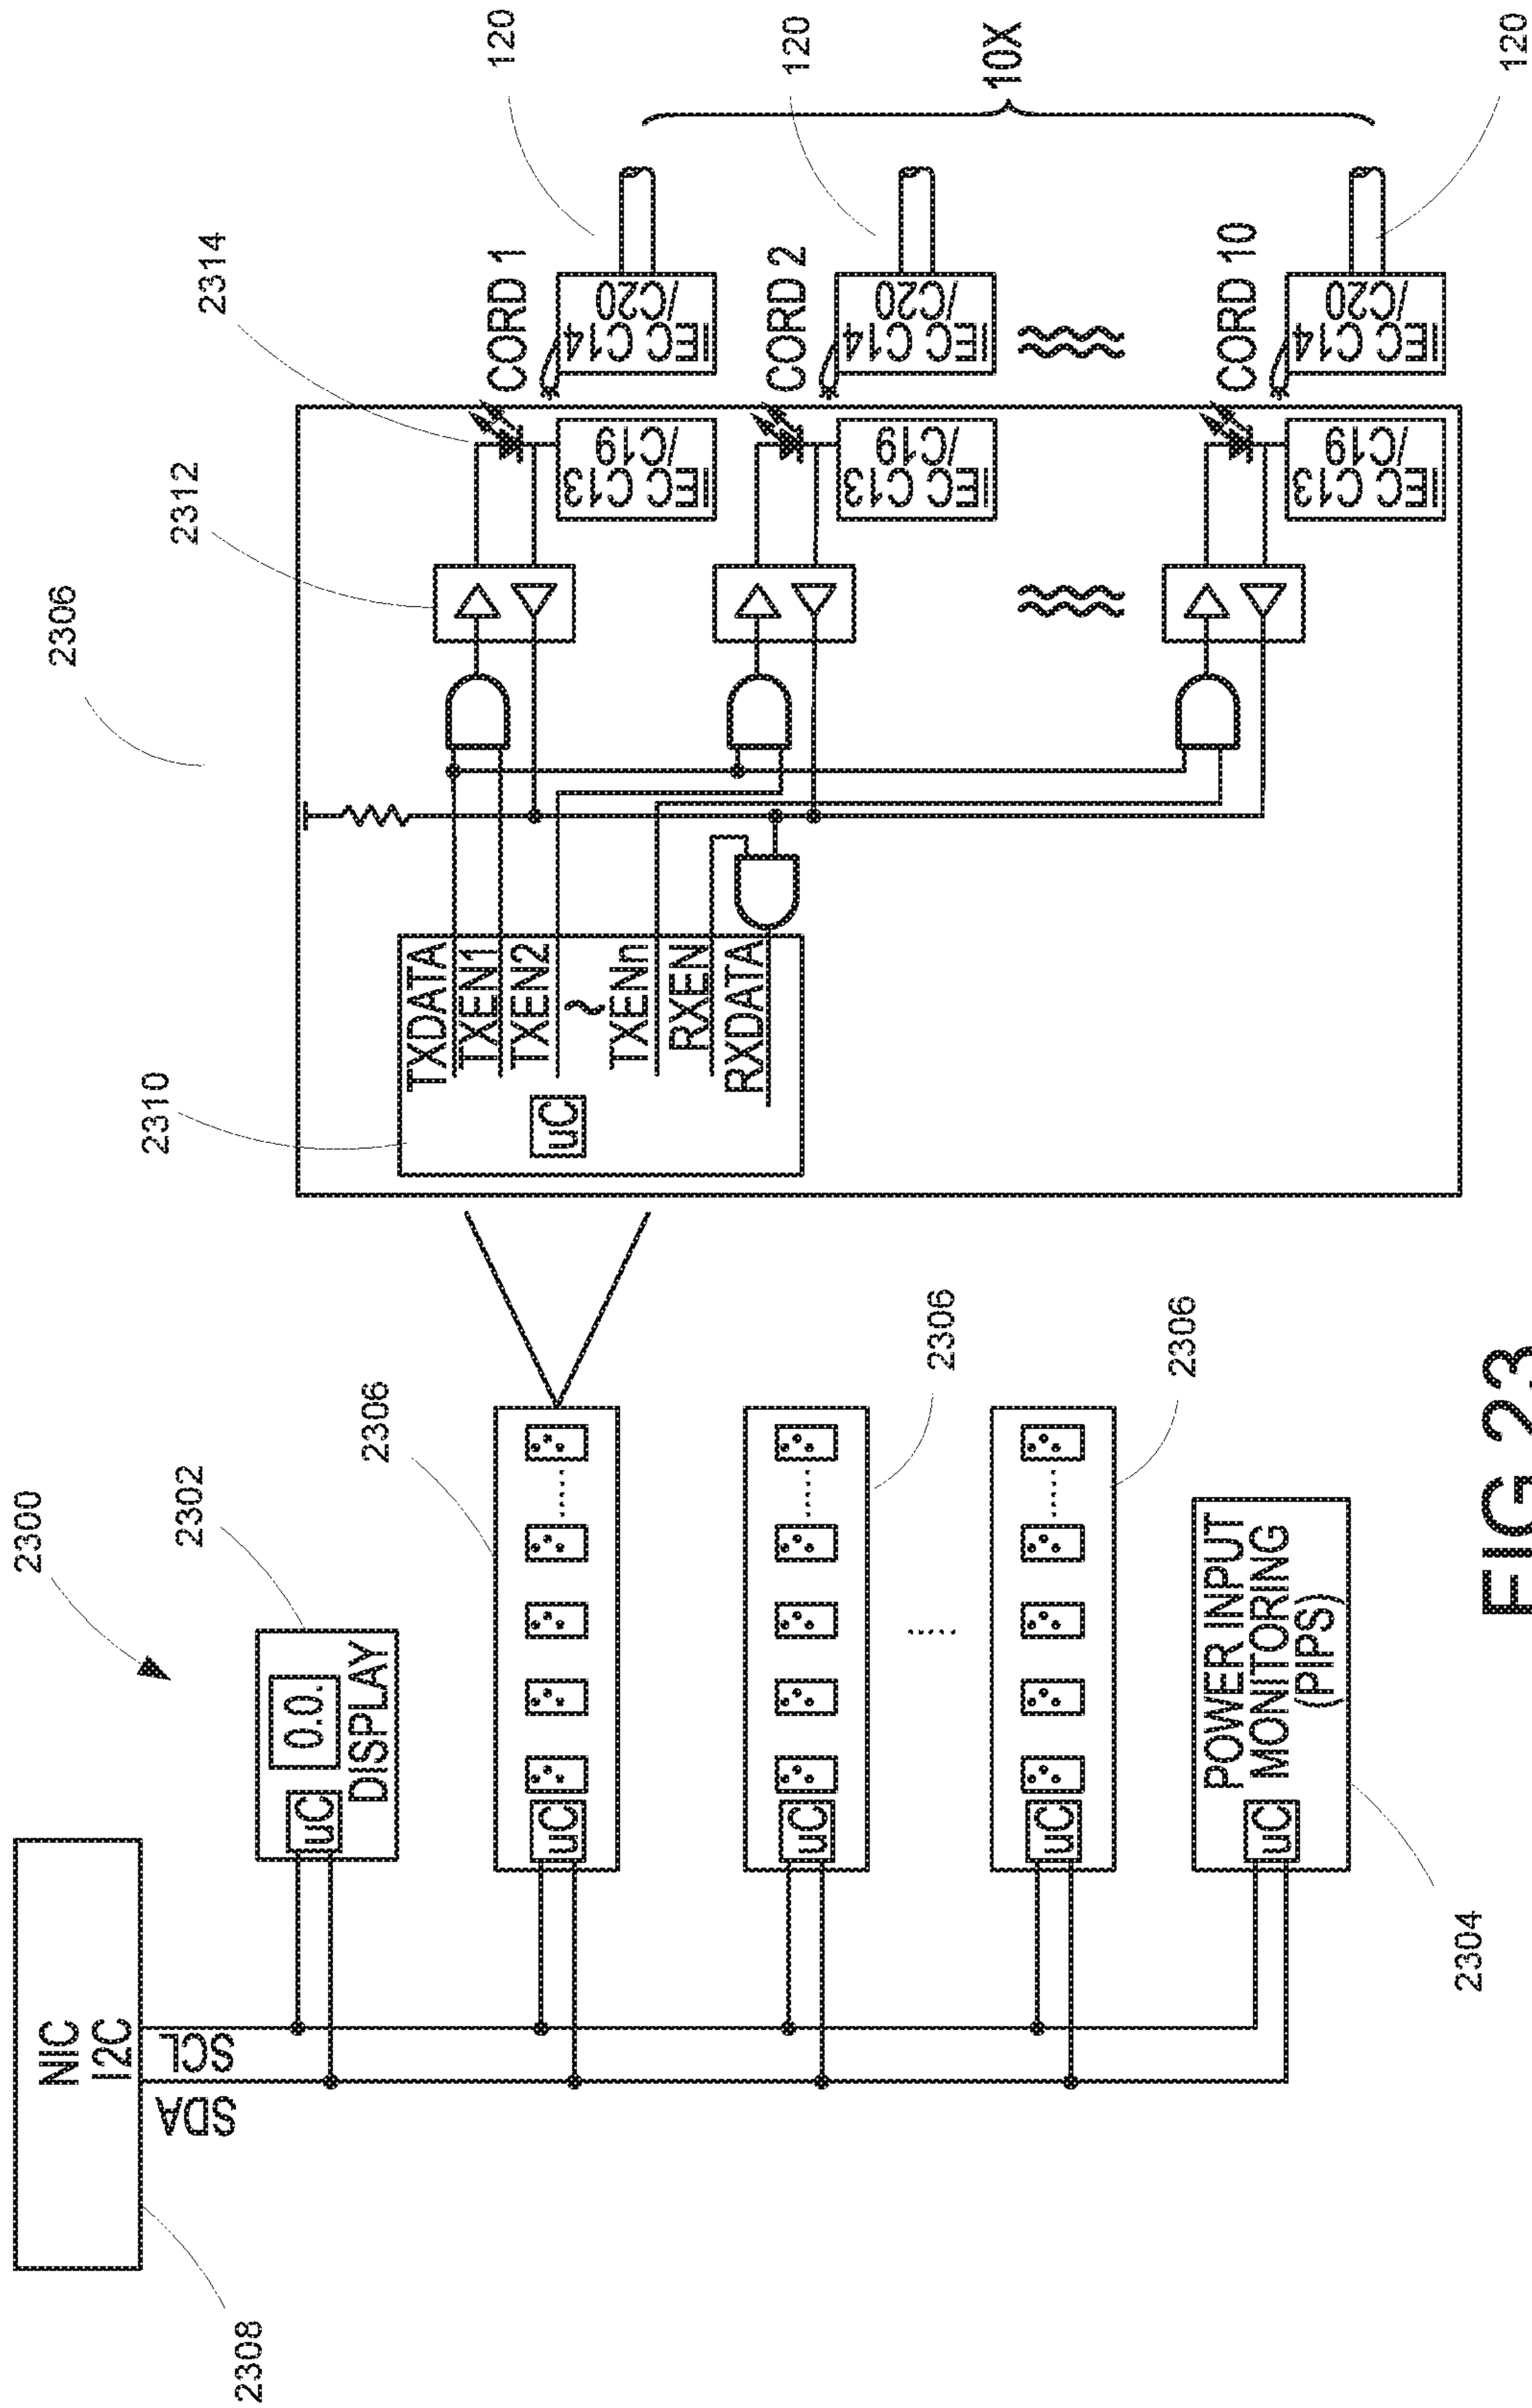 2300
2308
NIC
I2C
SDA
SCL
2302
uC
0.0.
DISPLAY
2306
uC
2306
uC
2306
uC
2304
uC
POWER INPUT
MONITORING
(PIPS)
2306
2310
uC
TXDATA
TXEN1
TXEN2
~
TXENn
RXEN
RXDATA
2312
2314
IEC C13
/C19
IEC C13
/C19
IEC C13
/C19
CORD 1
IEC C14
/C20
120
CORD 2
IEC C14
/C20
120
CORD 10
IEC C14
/C20
120
10X
FIG 23